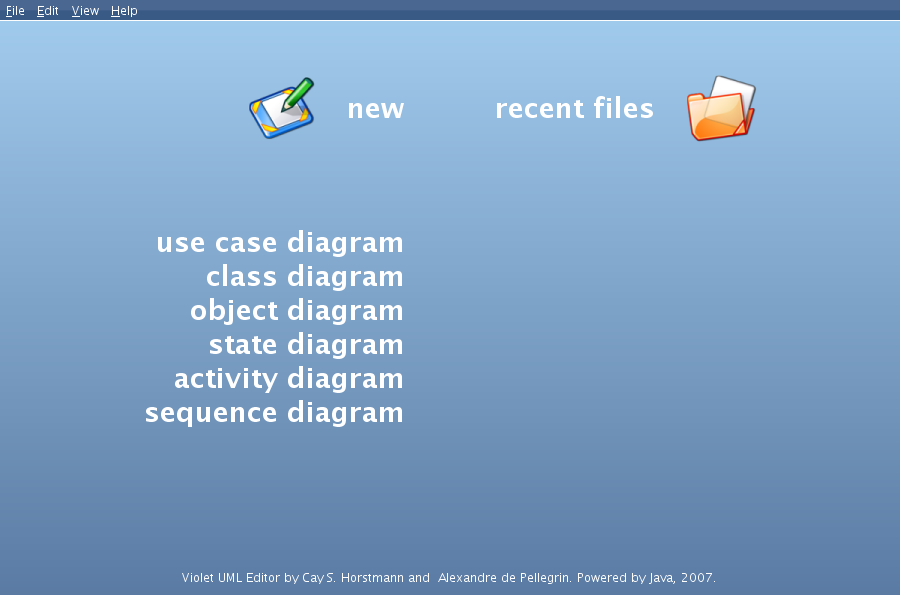 File Edit View Help
new
recent files
use case diagram
class diagram
object diagram
state diagram
activity diagram
sequence diagram
Violet UML Editor by Cay S. Horstmann and Alexandre de Pellegrin. Powered by Java, 2007.